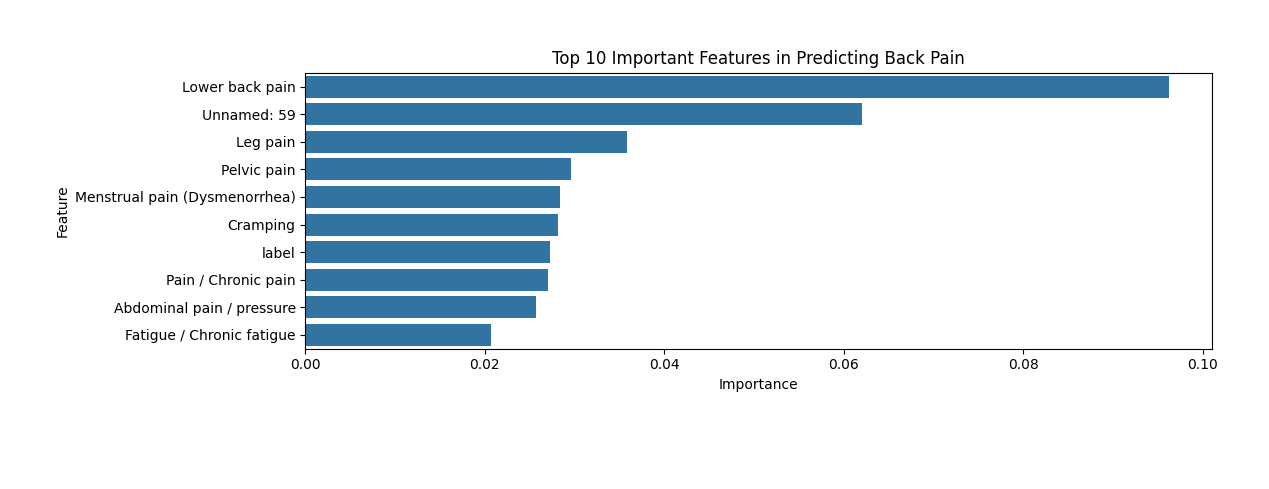 Top 10 Important Features in Predicting Back Pain
Lower back pain
Unnamed: 59
Leg pain
Pelvic pain
Menstrual pain (Dysmenorrhea)
Cramping
label
Pain / Chronic pain
Abdominal pain / pressure
Fatigue / Chronic fatigue
Feature
0.00 0.02 0.04 0.06 0.08 0.10
Importance